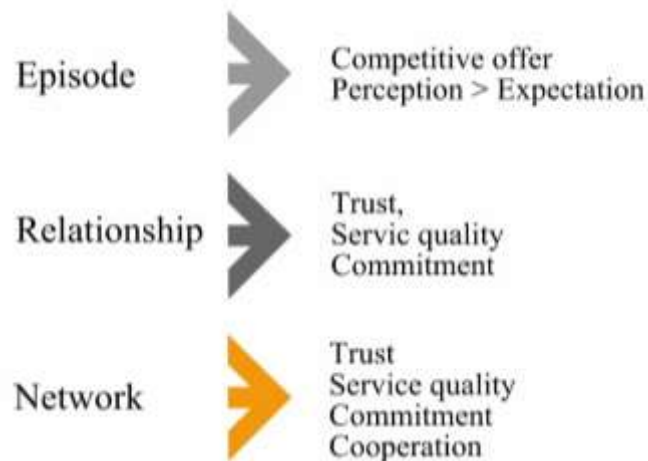 Episode
Competitive offer
Perception > Expectation
Relationship
Trust,
Servic quality
Commitment
Network
Trust
Service quality
Commitment
Cooperation